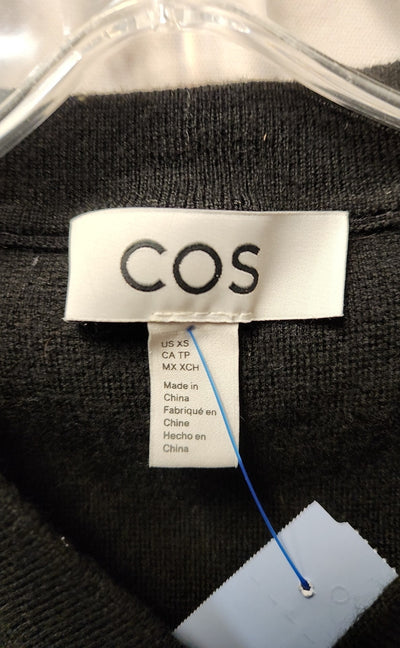 COS
US XS
CA TP
MX XCH
Made in
China
Fabriqué en
Chine
Hecho en
China